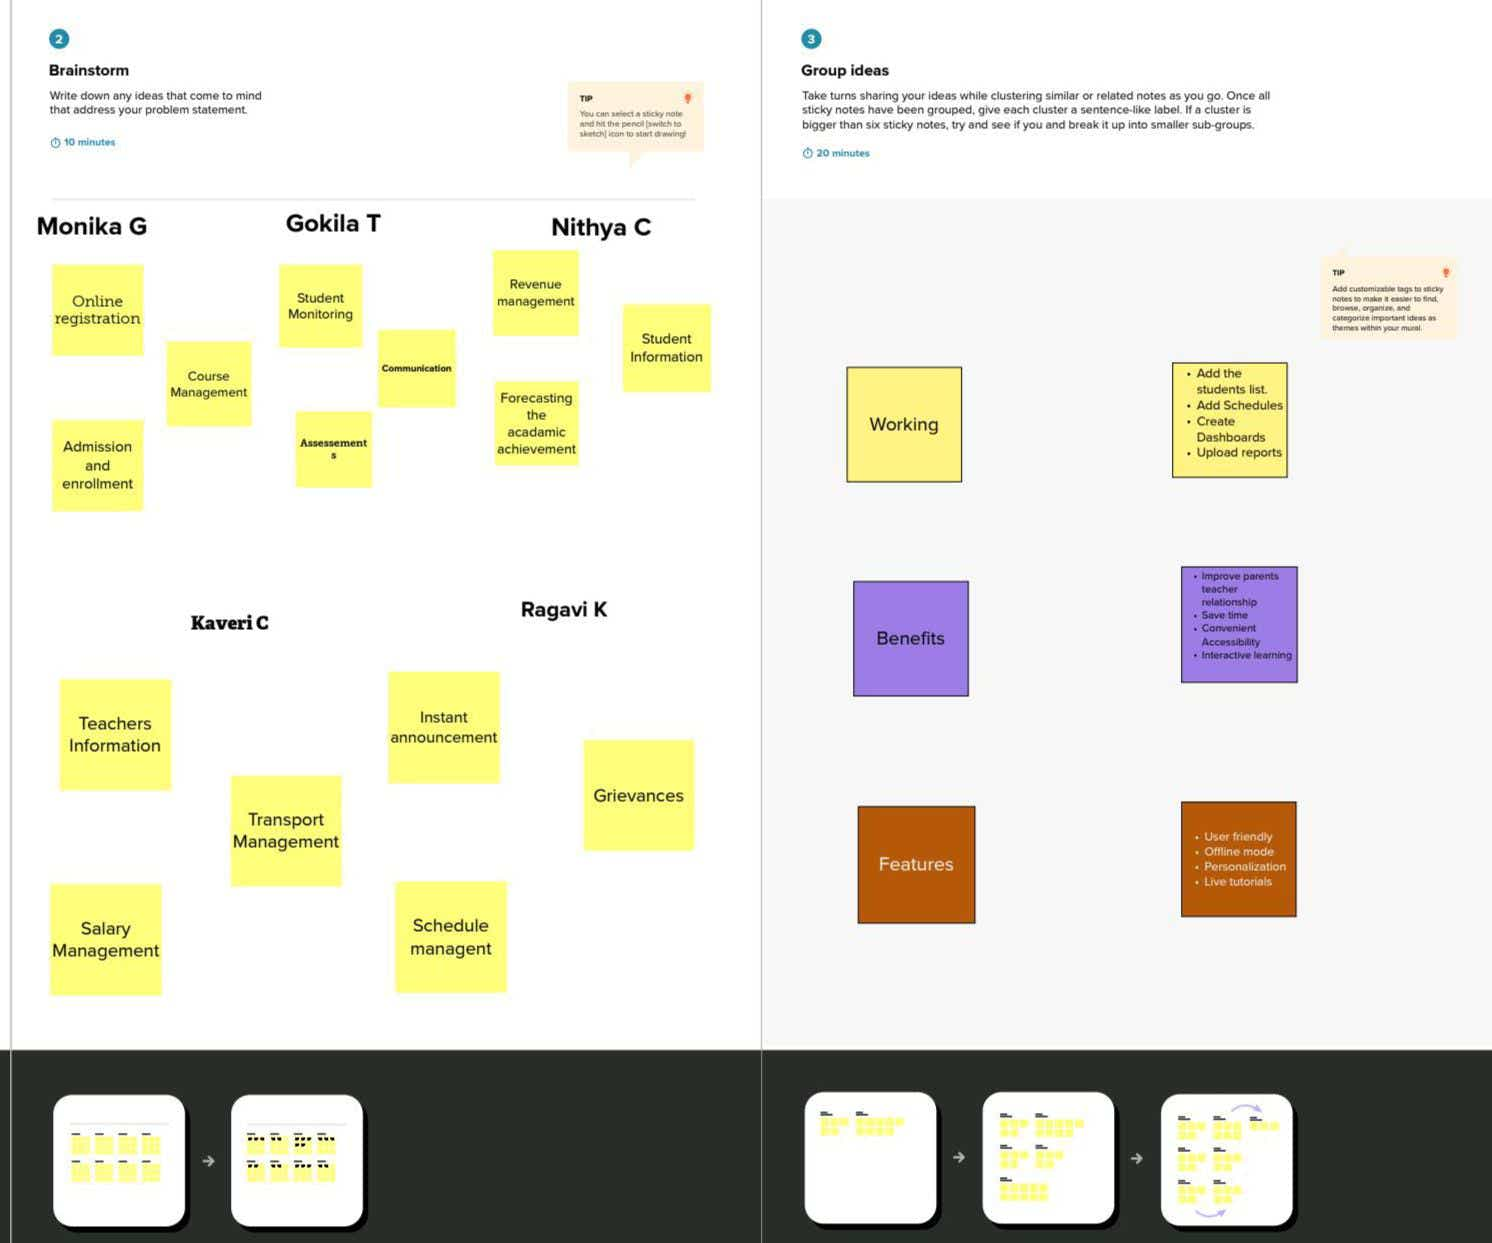 2
Brainstorm
Write down any ideas that come to mind
that address your problem statement.
10 minutes
TIP
You can select a sticky note
and hit the pencil [switch to
sketch] icon to start drawing!
Monika G
Online
registration
Course
Management
Admission
and
enrollment
Gokila T
Student
Monitoring
Communication
Assessement
s
Nithya C
Revenue
management
Student
Information
Forecasting
the
acadamic
achievement
Kaveri C
Teachers
Information
Transport
Management
Salary
Management
Ragavi K
Instant
announcement
Grievances
Schedule
managent
3
Group ideas
Take turns sharing your ideas while clustering similar or related notes as you go. Once all
sticky notes have been grouped, give each cluster a sentence-like label. If a cluster is
bigger than six sticky notes, try and see if you and break it up into smaller sub-groups.
20 minutes
TIP
Add customizable tags to sticky
notes to make it easier to find,
browse, organize, and
categorize important ideas as
themes within your mural.
Working
• Add the
students list.
• Add Schedules
• Create
Dashboards
• Upload reports
Benefits
• Improve parents
teacher
relationship
• Save time
• Convenient
Accessibility
• Interactive learning
Features
• User friendly
• Offline mode
• Personalization
• Live tutorials